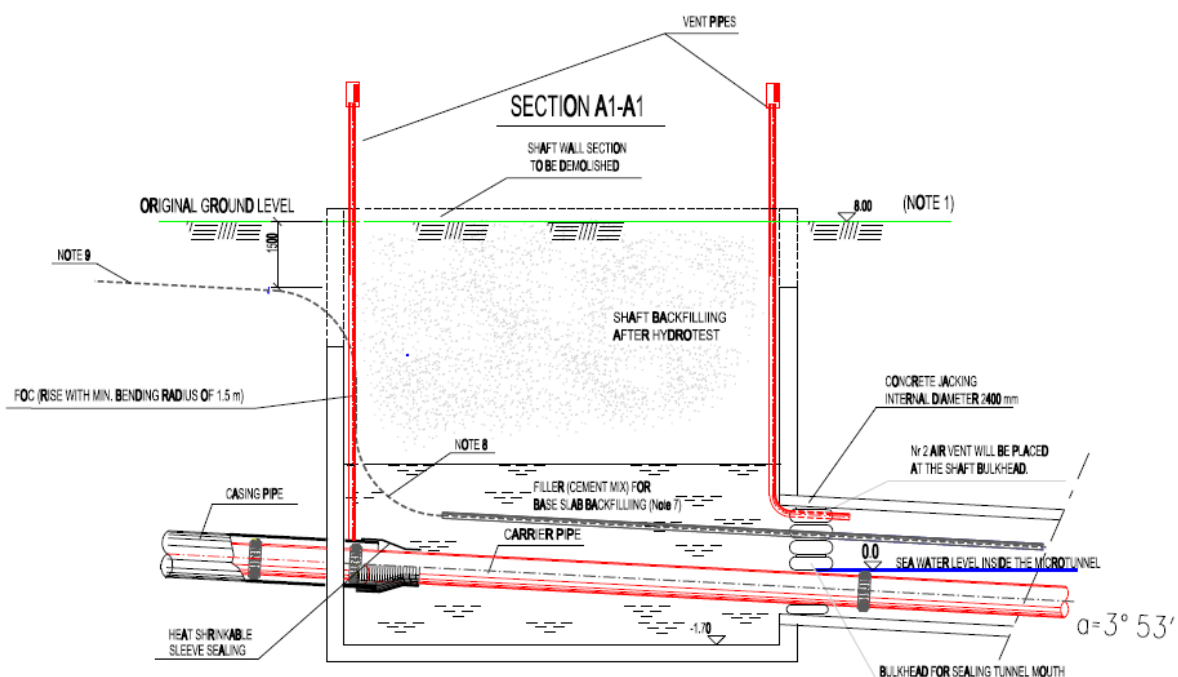 VENT PIPES
SECTION A1-A1
SHAFT WALL SECTION
TO BE DEMOLISHED
ORIGINAL GROUND LEVEL
8.00
(NOTE 1)
1500
NOTE 9
SHAFT BACKFILLIING
AFTER HYDROTEST
FOC (RISE WITH MIN. BENDING RADIUS OF 1.5 m)
CONCRETE JACKING
INTERNAL DIAMETER 2400 mm
NOTE 8
Nr 2 AIR VENT WILL BE PLACED
AT THE SHAFT BULKHEAD.
FILLER (CEMENT MIX) FOR
BASE SLAB BACKFILLIING (Note 7)
CASING PIPE
CARRIER PIPE
0.0
SEA WATER LEVEL INSIDE THE MICROTUNNEL
HEAT SHRINKABLE
SLEEVE SEALING
-1.70
a=3° 53'
BULKHEAD FOR SEALING TUNNEL MOUTH